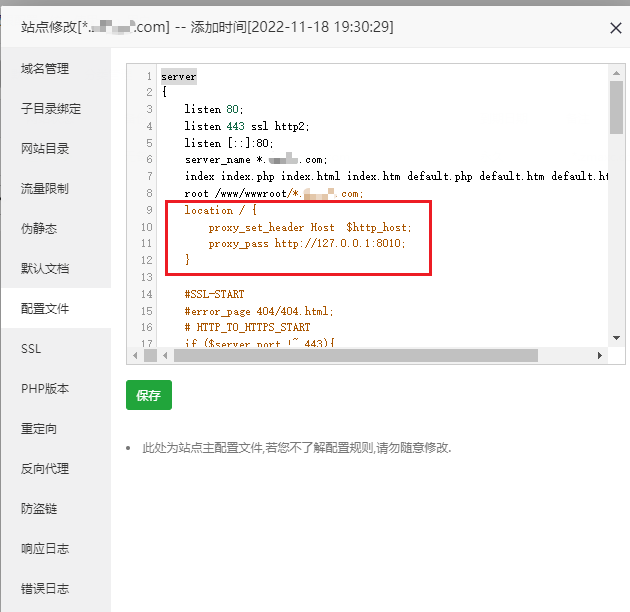 站点修改[*. .com] -- 添加时间[2022-11-18 19:30:29]
域名管理
子目录绑定
网站目录
流量限制
伪静态
默认文档
配置文件
SSL
PHP版本
重定向
反向代理
防盗链
响应日志
错误日志
1 server
2 {
3 listen 80;
4 listen 443 ssl http2;
5 listen [::]:80;
6 server_name *. .com;
7 index index.php index.html index.htm default.php default.htm default.ht
8 root /www/wwwroot/*. .com;
9 location / {
10 proxy_set_header Host $http_host;
11 proxy_pass http://127.0.0.1:8010;
12 }
13
14 #SSL-START
15 #error_page 404/404.html;
16 # HTTP_TO_HTTPS_START
17 if ($server_port !~ 443){
保存
此处为站点主配置文件,若您不了解配置规则,请勿随意修改.